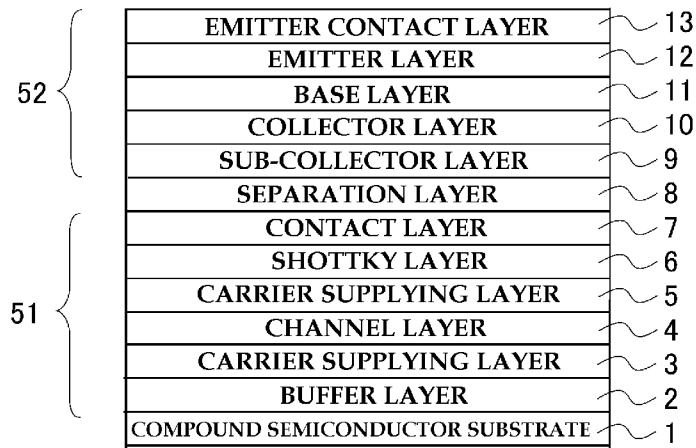 EMITTER CONTACT LAYER 13
EMITTER LAYER 12
52
BASE LAYER 11
COLLECTOR LAYER 10
SUB-COLLECTOR LAYER 9
SEPARATION LAYER 8
CONTACT LAYER 7
SHOTTKY LAYER 6
CARRIER SUPPLYING LAYER 5
51
CHANNEL LAYER 4
CARRIER SUPPLYING LAYER 3
BUFFER LAYER 2
COMPOUND SEMICONDUCTOR SUBSTRATE 1